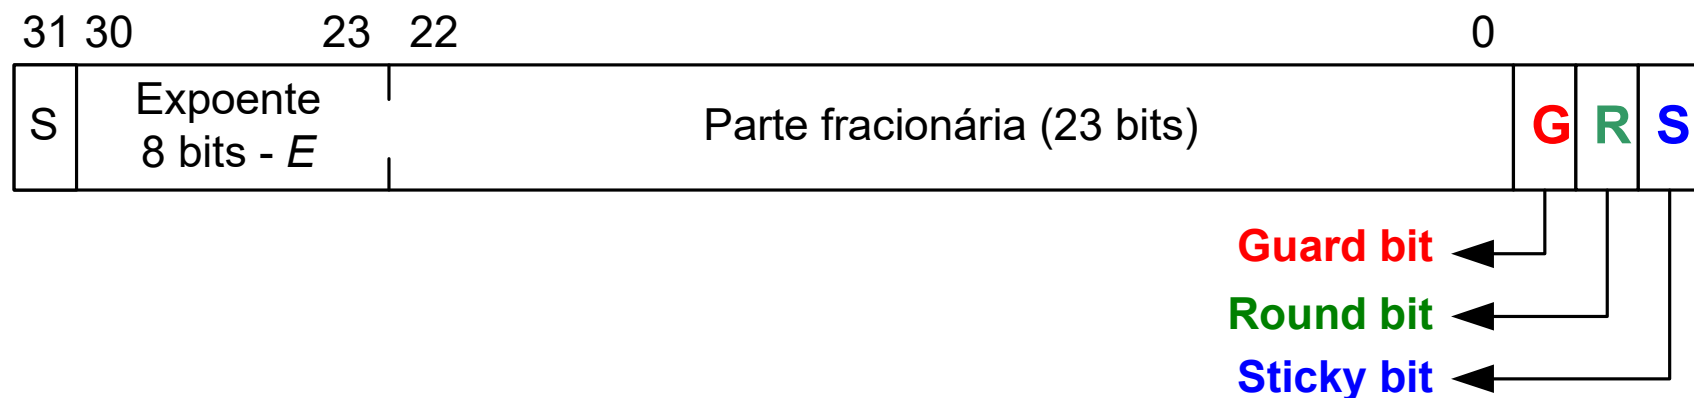 31 30 23 22 0
S Expoente Parte fracionária (23 bits) G R S
8 bits - E
Guard bit
Round bit
Sticky bit